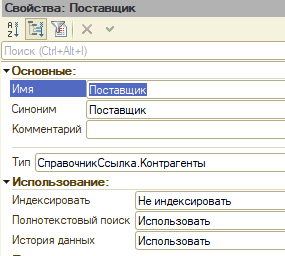 Свойства: Поставщик
Поиск (Ctrl+Alt+I)
Основные:
Имя Поставщик
Синоним Поставщик
Комментарий
Тип СправочникСсылка.Контрагенты
Использование:
Индексировать Не индексировать
Полнотекстовый поиск Использовать
История данных Использовать